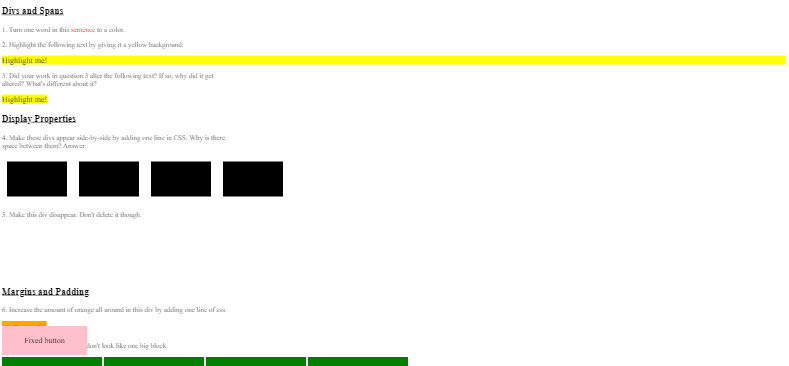 Divs and Spans
1. Turn one word in this sentence to a color.
2. Highlight the following text by giving it a yellow background:
Highlight me!
3. Did your work in question 3 alter the following text? If so, why did it get
altered? What's different about it?
Highlight me!
Display Properties
4. Make these divs appear side-by-side by adding one line in CSS. Why is there
space between them? Answer:
5. Make this div disappear. Don't delete it though.
Margins and Padding
6. Increase the amount of orange all around in this div by adding one line of css.
Fixed button
don't look like one big block.